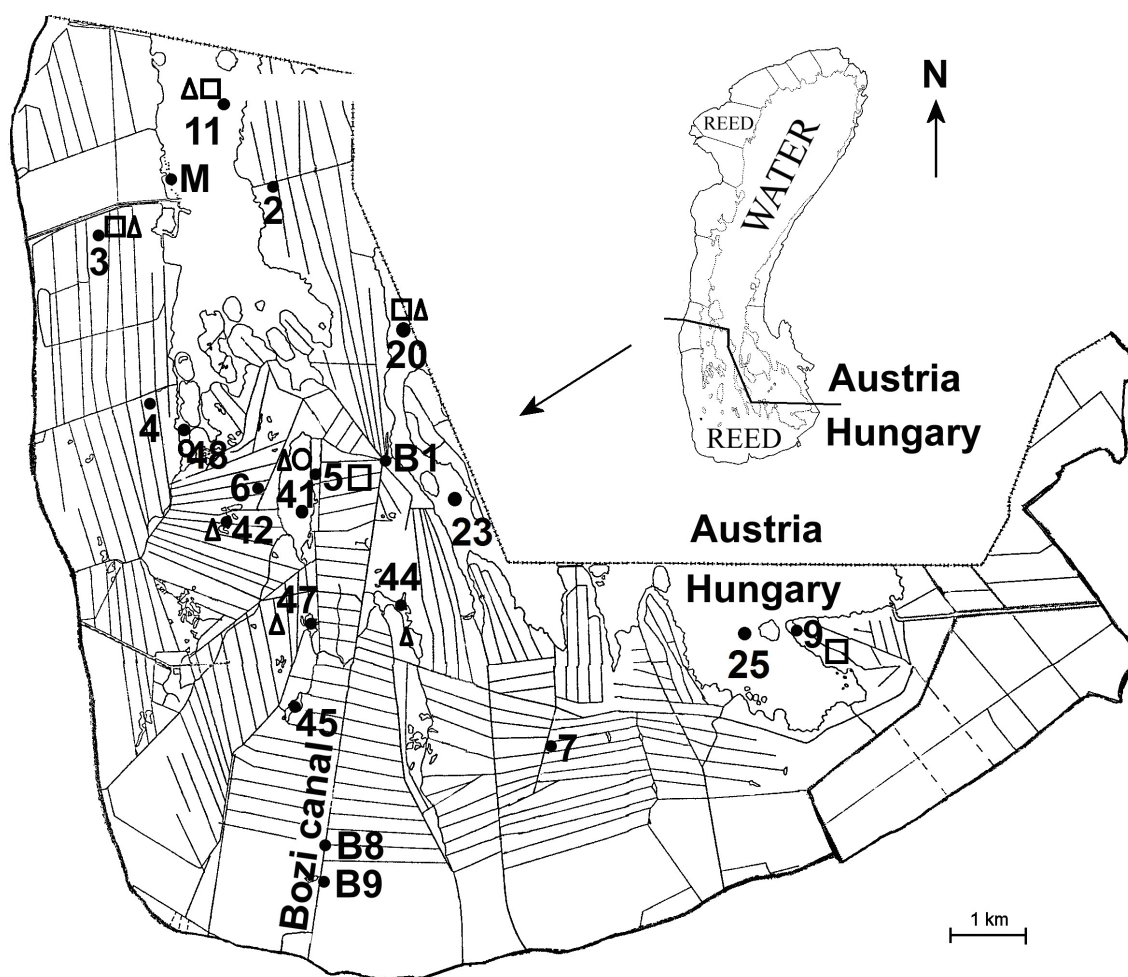 N
REED
WATER
Austria
Hungary
REED
11
M
2
3
20
4
48
B1
5
6
41
42
23
Austria
44
Hungary
47
9
25
45
7
Bozi canal
B8
B9
1 km